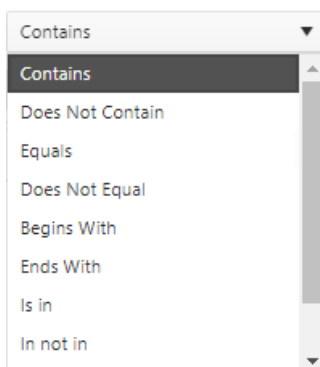 Contains
Contains
Does Not Contain
Equals
Does Not Equal
Begins With
Ends With
Is in
In not in